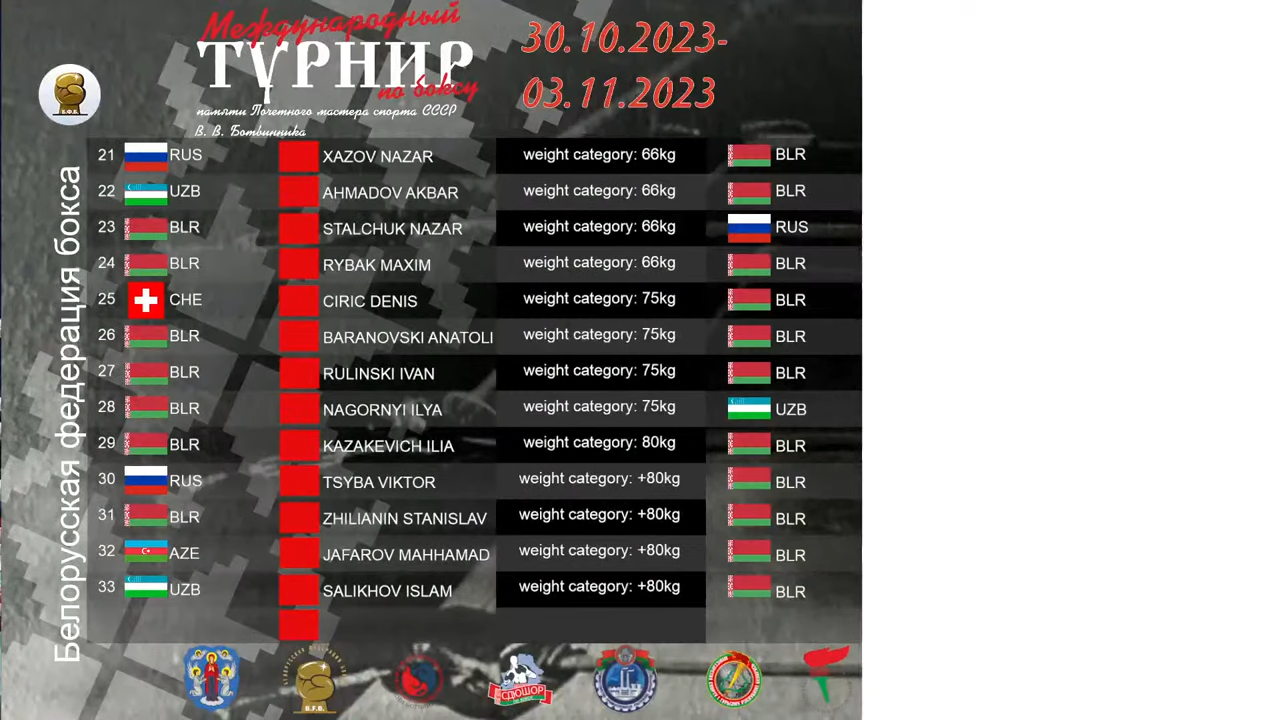 Международный
ТУРНИР
по боксу
памяти Почетного мастера спорта СССР
В. В. Ботвинника
30.10.2023-
03.11.2023
Б.Ф.Б.
Белорусская федерация бокса
21 RUS XAZOV NAZAR weight category: 66kg BLR
22 UZB AHMADOV AKBAR weight category: 66kg BLR
23 BLR STALCHUK NAZAR weight category: 66kg RUS
24 BLR RYBAK MAXIM weight category: 66kg BLR
25 CHE CIRIC DENIS weight category: 75kg BLR
26 BLR BARANOVSKI ANATOLI weight category: 75kg BLR
27 BLR RULINSKI IVAN weight category: 75kg BLR
28 BLR NAGORNYI ILYA weight category: 75kg UZB
29 BLR KAZAKEVICH ILIA weight category: 80kg BLR
30 RUS TSYBA VIKTOR weight category: +80kg BLR
31 BLR ZHILIANIN STANISLAV weight category: +80kg BLR
32 AZE JAFAROV MAHHAMAD weight category: +80kg BLR
33 UZB SALIKHOV ISLAM weight category: +80kg BLR
B.F.B.
СДЮШОР